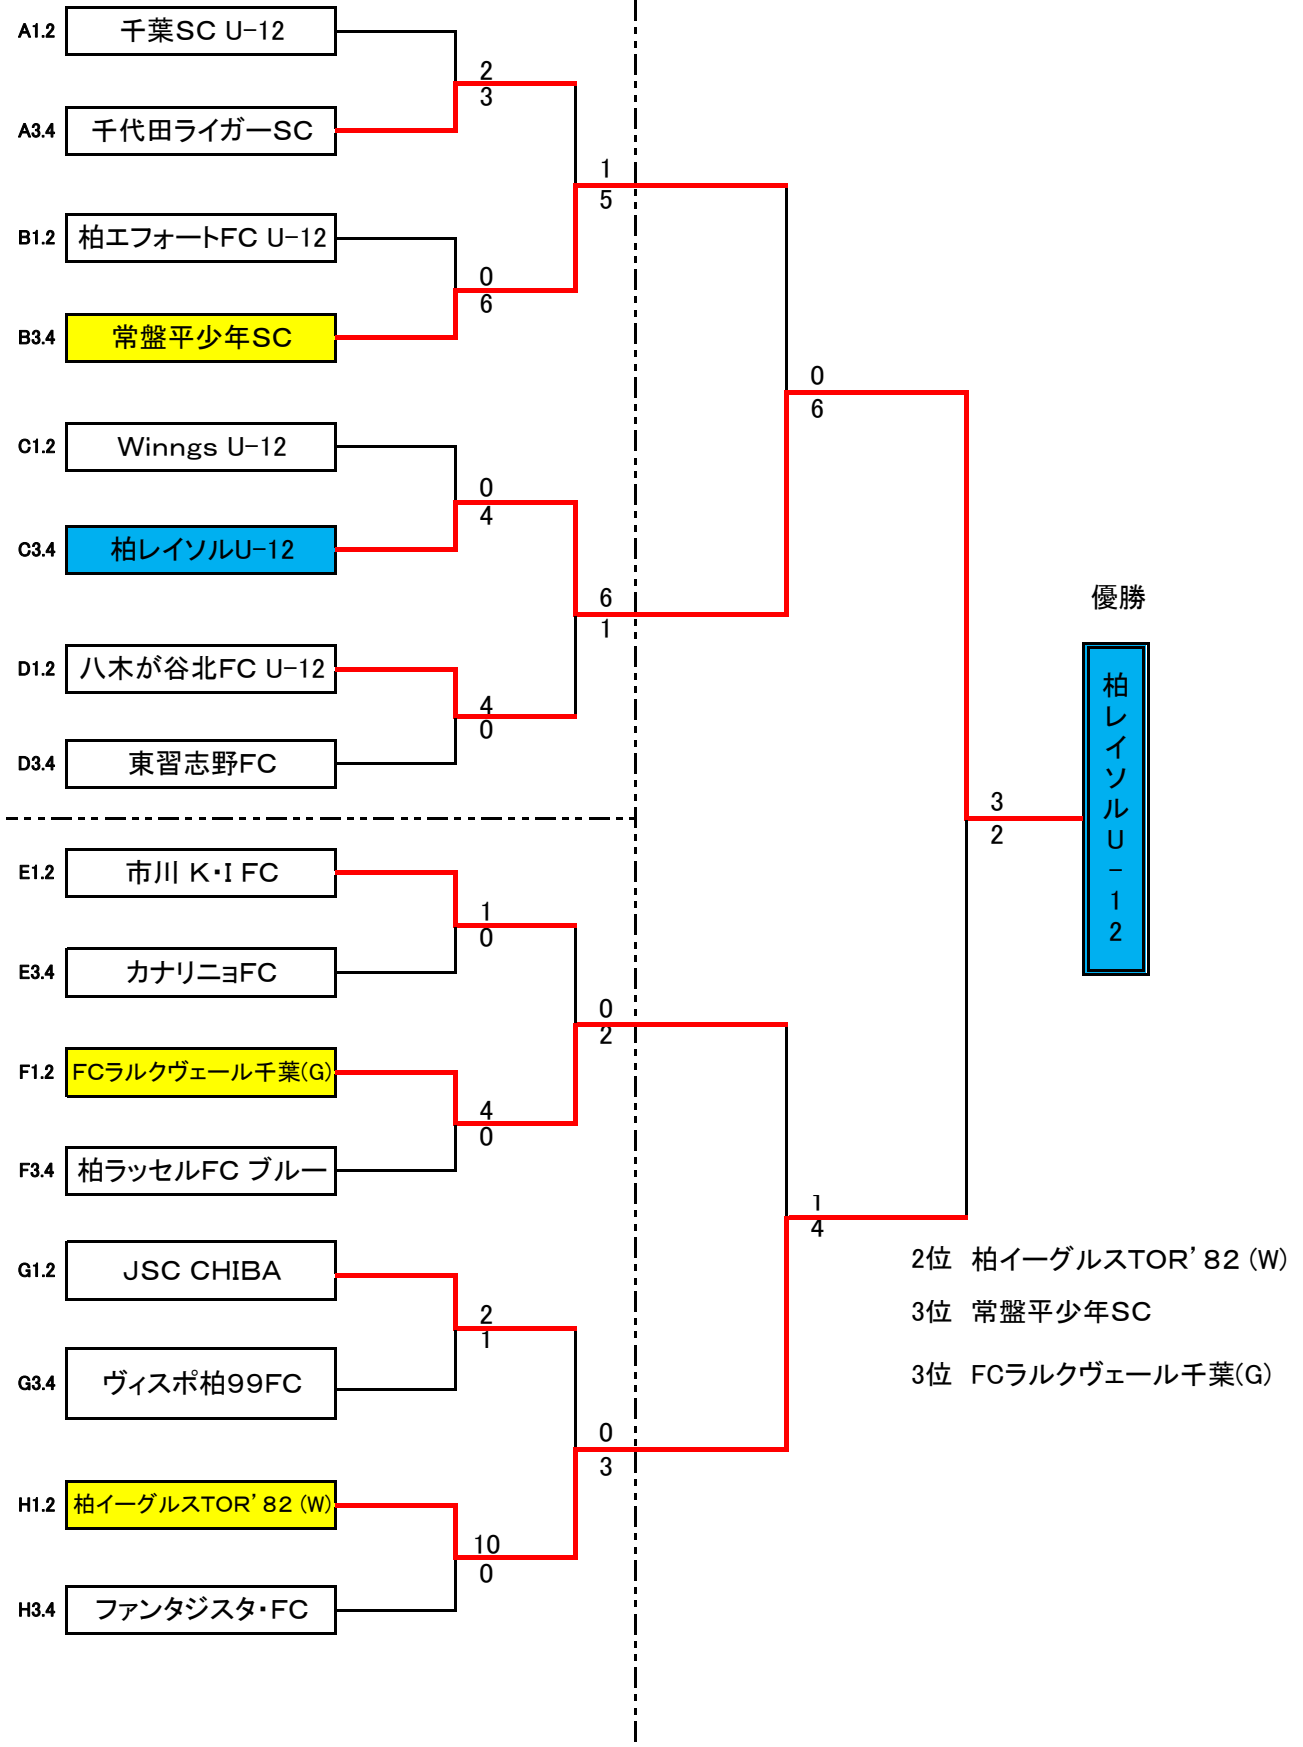 A1.2 千葉SC U-12
2
3
A3.4 千代田ライガーSC
1
5
B1.2 柏エフォートFC U-12
0
6
B3.4 常盤平少年SC
0
6
C1.2 Winngs U-12
0
4
C3.4 柏レイソルU-12
6
1
優勝
柏レイソルU-12
D1.2 八木が谷北FC U-12
4
0
D3.4 東習志野FC
3
2
E1.2 市川 K・I FC
1
0
E3.4 カナリニョFC
0
2
F1.2 FCラルクヴェール千葉(G)
4
0
F3.4 柏ラッセルFC ブルー
1
4
G1.2 JSC CHIBA
2
1
G3.4 ヴィスポ柏99FC
0
3
H1.2 柏イーグルスTOR’82 (W)
10
0
H3.4 ファンタジスタ・FC
2位 柏イーグルスTOR’82 (W)
3位 常盤平少年SC
3位 FCラルクヴェール千葉(G)